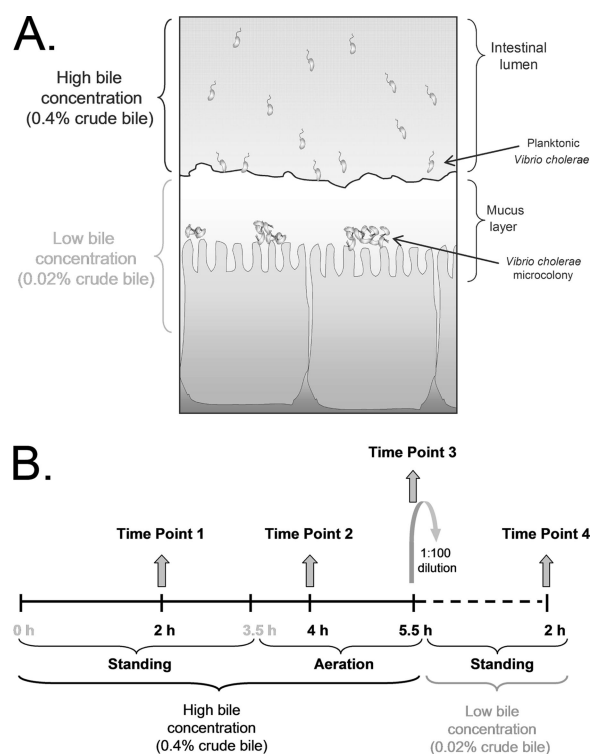 A.
High bile
concentration
(0.4% crude bile)
Intestinal
lumen
Planktonic
Vibrio cholerae
Low bile
concentration
(0.02% crude bile)
Mucus
layer
Vibrio cholerae
microcolony
B.
Time Point 3
Time Point 1
Time Point 2
Time Point 4
1:100
dilution
0 h
2 h
3.5 h
4 h
5.5 h
2 h
Standing
Aeration
Standing
High bile
concentration
(0.4% crude bile)
Low bile
concentration
(0.02% crude bile)